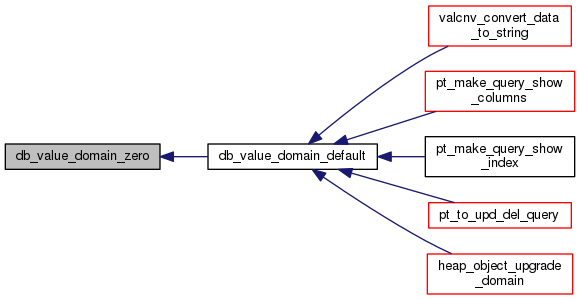 valcnv_convert_data
_to_string
pt_make_query_show
_columns
db_value_domain_zero
db_value_domain_default
pt_make_query_show
_index
pt_to_upd_del_query
heap_object_upgrade
_domain